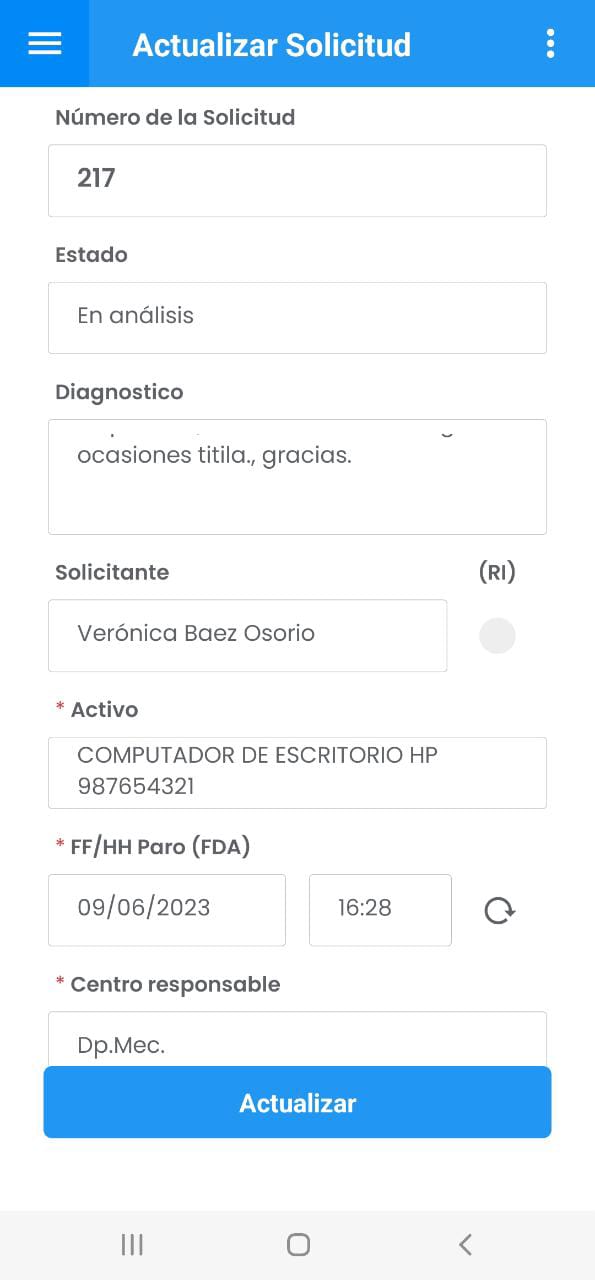 Actualizar Solicitud
Número de la Solicitud
217
Estado
En análisis
Diagnostico
ocasiones titila., gracias.
Solicitante (RI)
Verónica Baez Osorio
* Activo
COMPUTADOR DE ESCRITORIO HP
987654321
* FF/HH Paro (FDA)
09/06/2023 16:28
* Centro responsable
Dp.Mec.
Actualizar